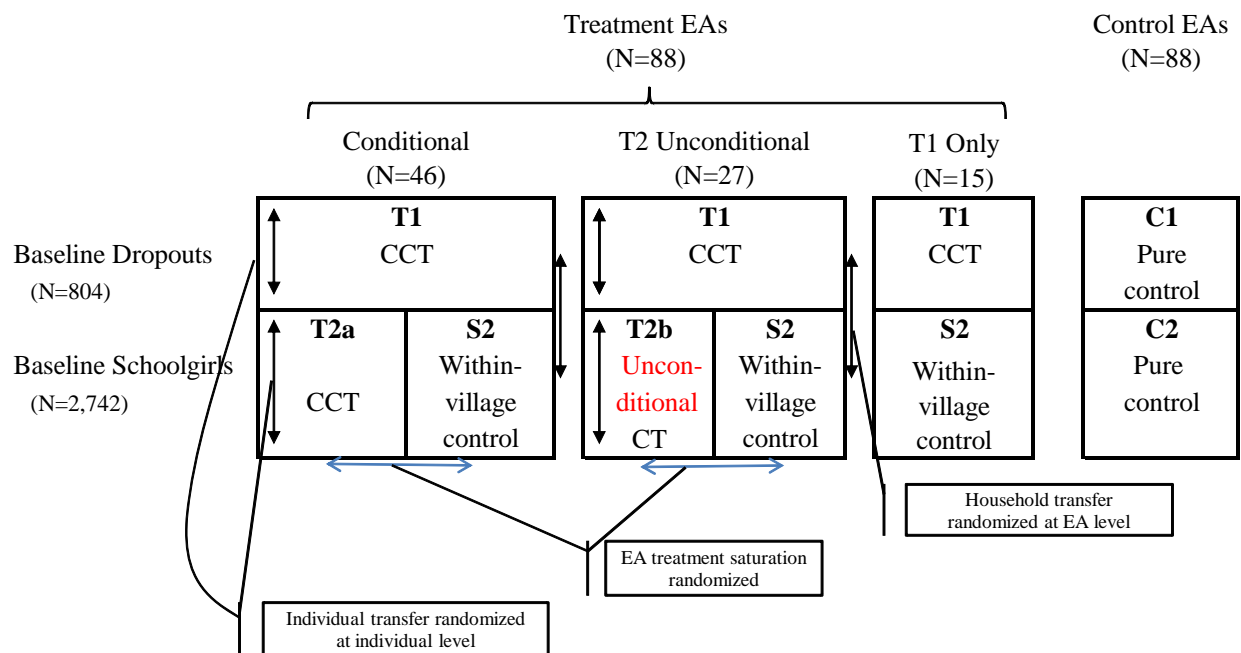 Treatment EAs
(N=88)
Control EAs
(N=88)
Conditional
(N=46)
T2 Unconditional
(N=27)
T1 Only
(N=15)
Baseline Dropouts
(N=804)
T1
CCT
T1
CCT
T1
CCT
C1
Pure
control
Baseline Schoolgirls
(N=2,742)
T2a
CCT
S2
Within-
village
control
T2b
Uncon-
ditional
CT
S2
Within-
village
control
S2
Within-
village
control
C2
Pure
control
Household transfer
randomized at EA level
EA treatment saturation
randomized
Individual transfer randomized
at individual level